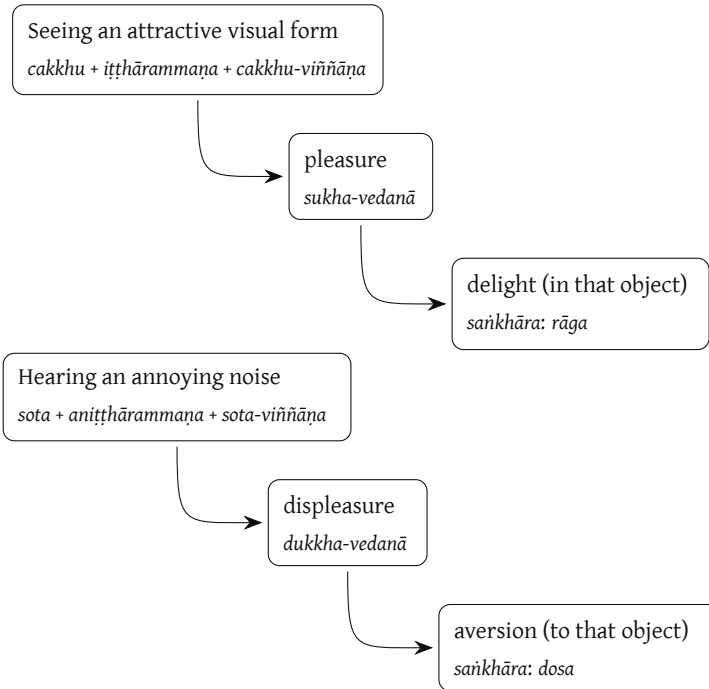 Seeing an attractive visual form
cakkhu + iṭṭhārammaṇa + cakkhu-viññāṇa
pleasure
sukha-vedanā
delight (in that object)
saṅkhāra: rāga
Hearing an annoying noise
sota + aniṭṭhārammaṇa + sota-viññāṇa
displeasure
dukkha-vedanā
aversion (to that object)
saṅkhāra: dosa